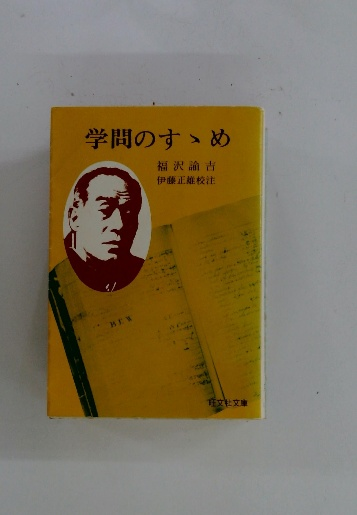 学問のすゝめ
福沢諭吉
伊藤正雄校注
旺文社文庫